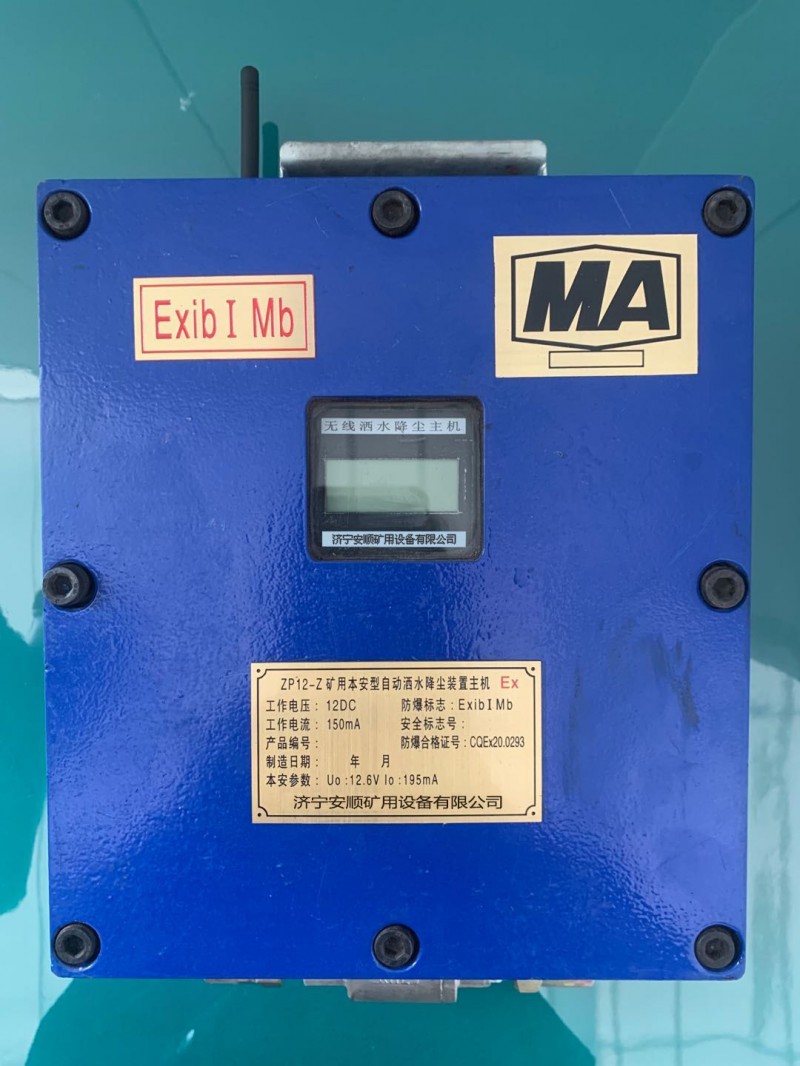 Exib I Mb
MA
无线洒水降尘主机
济宁安顺矿用设备有限公司
ZP12-Z 矿用本安型自动洒水降尘装置主机 Ex
工作电压: 12DC 防爆标志: ExibIMb
工作电流: 150mA 安全标志号:
产品编号: 防爆合格证号: CQEx20.0293
制造日期: 年 月
本安参数: Uo:12.6V Io:195mA
济宁安顺矿用设备有限公司